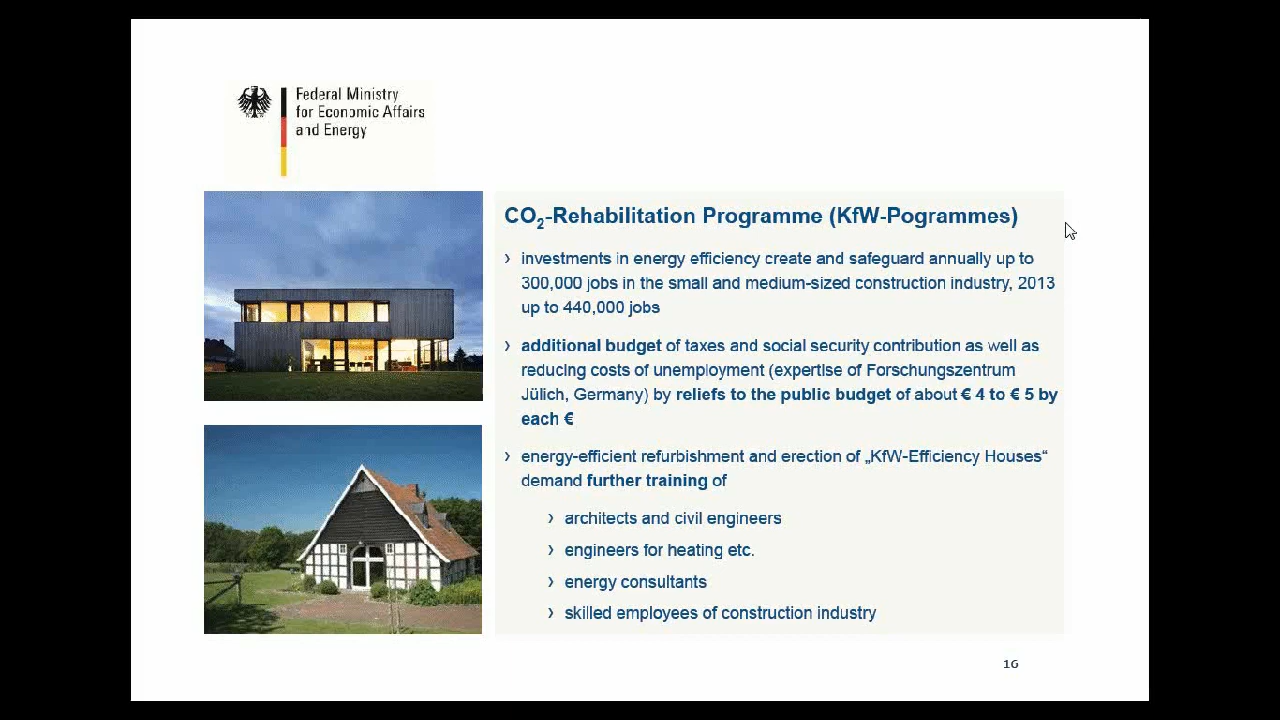 Federal Ministry
for Economic Affairs
and Energy
CO₂-Rehabilitation Programme (KfW-Pogrammes)
› investments in energy efficiency create and safeguard annually up to
300,000 jobs in the small and medium-sized construction industry, 2013
up to 440,000 jobs
› additional budget of taxes and social security contribution as well as
reducing costs of unemployment (expertise of Forschungszentrum
Jülich, Germany) by reliefs to the public budget of about € 4 to € 5 by
each €
› energy-efficient refurbishment and erection of „KfW-Efficiency Houses“
demand further training of
› architects and civil engineers
› engineers for heating etc.
› energy consultants
› skilled employees of construction industry
16